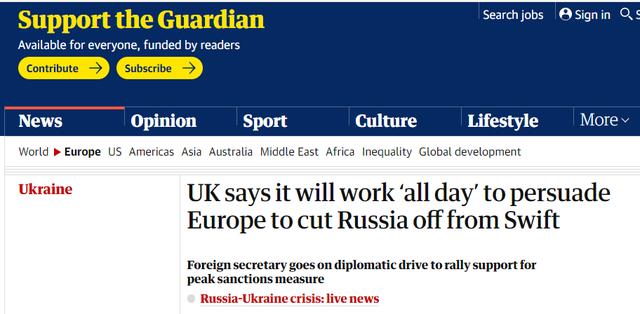 Support the Guardian
Search jobs Sign in
Available for everyone, funded by readers
Contribute → Subscribe →
News Opinion Sport Culture Lifestyle More
World Europe US Americas Asia Australia Middle East Africa Inequality Global development
Ukraine
UK says it will work ‘all day’ to persuade
Europe to cut Russia off from Swift
Foreign secretary goes on diplomatic drive to rally support for
peak sanctions measure
Russia-Ukraine crisis: live news